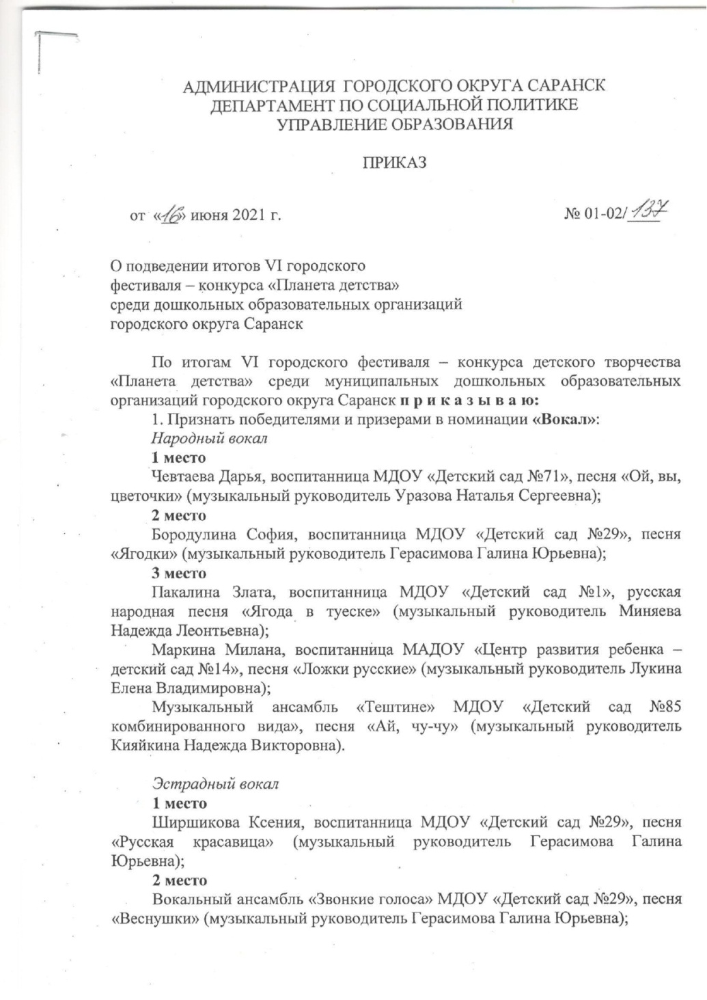 АДМИНИСТРАЦИЯ ГОРОДСКОГО ОКРУГА САРАНСК
ДЕПАРТАМЕНТ ПО СОЦИАЛЬНОЙ ПОЛИТИКЕ
УПРАВЛЕНИЕ ОБРАЗОВАНИЯ
ПРИКАЗ
от «16» июня 2021 г. № 01-02/137
О подведении итогов VI городского
фестиваля – конкурса «Планета детства»
среди дошкольных образовательных организаций
городского округа Саранск
По итогам VI городского фестиваля – конкурса детского творчества
«Планета детства» среди муниципальных дошкольных образовательных
организаций городского округа Саранск п р и к а з ы в а ю:
1. Признать победителями и призерами в номинации «Вокал»:
Народный вокал
1 место
Чевтаева Дарья, воспитанница МДОУ «Детский сад №71», песня «Ой, вы,
цветочки» (музыкальный руководитель Уразова Наталья Сергеевна);
2 место
Бородулина София, воспитанница МДОУ «Детский сад №29», песня
«Ягодки» (музыкальный руководитель Герасимова Галина Юрьевна);
3 место
Пакалина Злата, воспитанница МДОУ «Детский сад №1», русская
народная песня «Ягода в туеске» (музыкальный руководитель Миняева
Надежда Леонтьевна);
Маркина Милана, воспитанница МАДОУ «Центр развития ребенка –
детский сад №14», песня «Ложки русские» (музыкальный руководитель Лукина
Елена Владимировна);
Музыкальный ансамбль «Тештине» МДОУ «Детский сад №85
комбинированного вида», песня «Ай, чу-чу» (музыкальный руководитель
Кияйкина Надежда Викторовна).
Эстрадный вокал
1 место
Ширшикова Ксения, воспитанница МДОУ «Детский сад №29», песня
«Русская красавица» (музыкальный руководитель Герасимова Галина
Юрьевна);
2 место
Вокальный ансамбль «Звонкие голоса» МДОУ «Детский сад №29», песня
«Веснушки» (музыкальный руководитель Герасимова Галина Юрьевна);